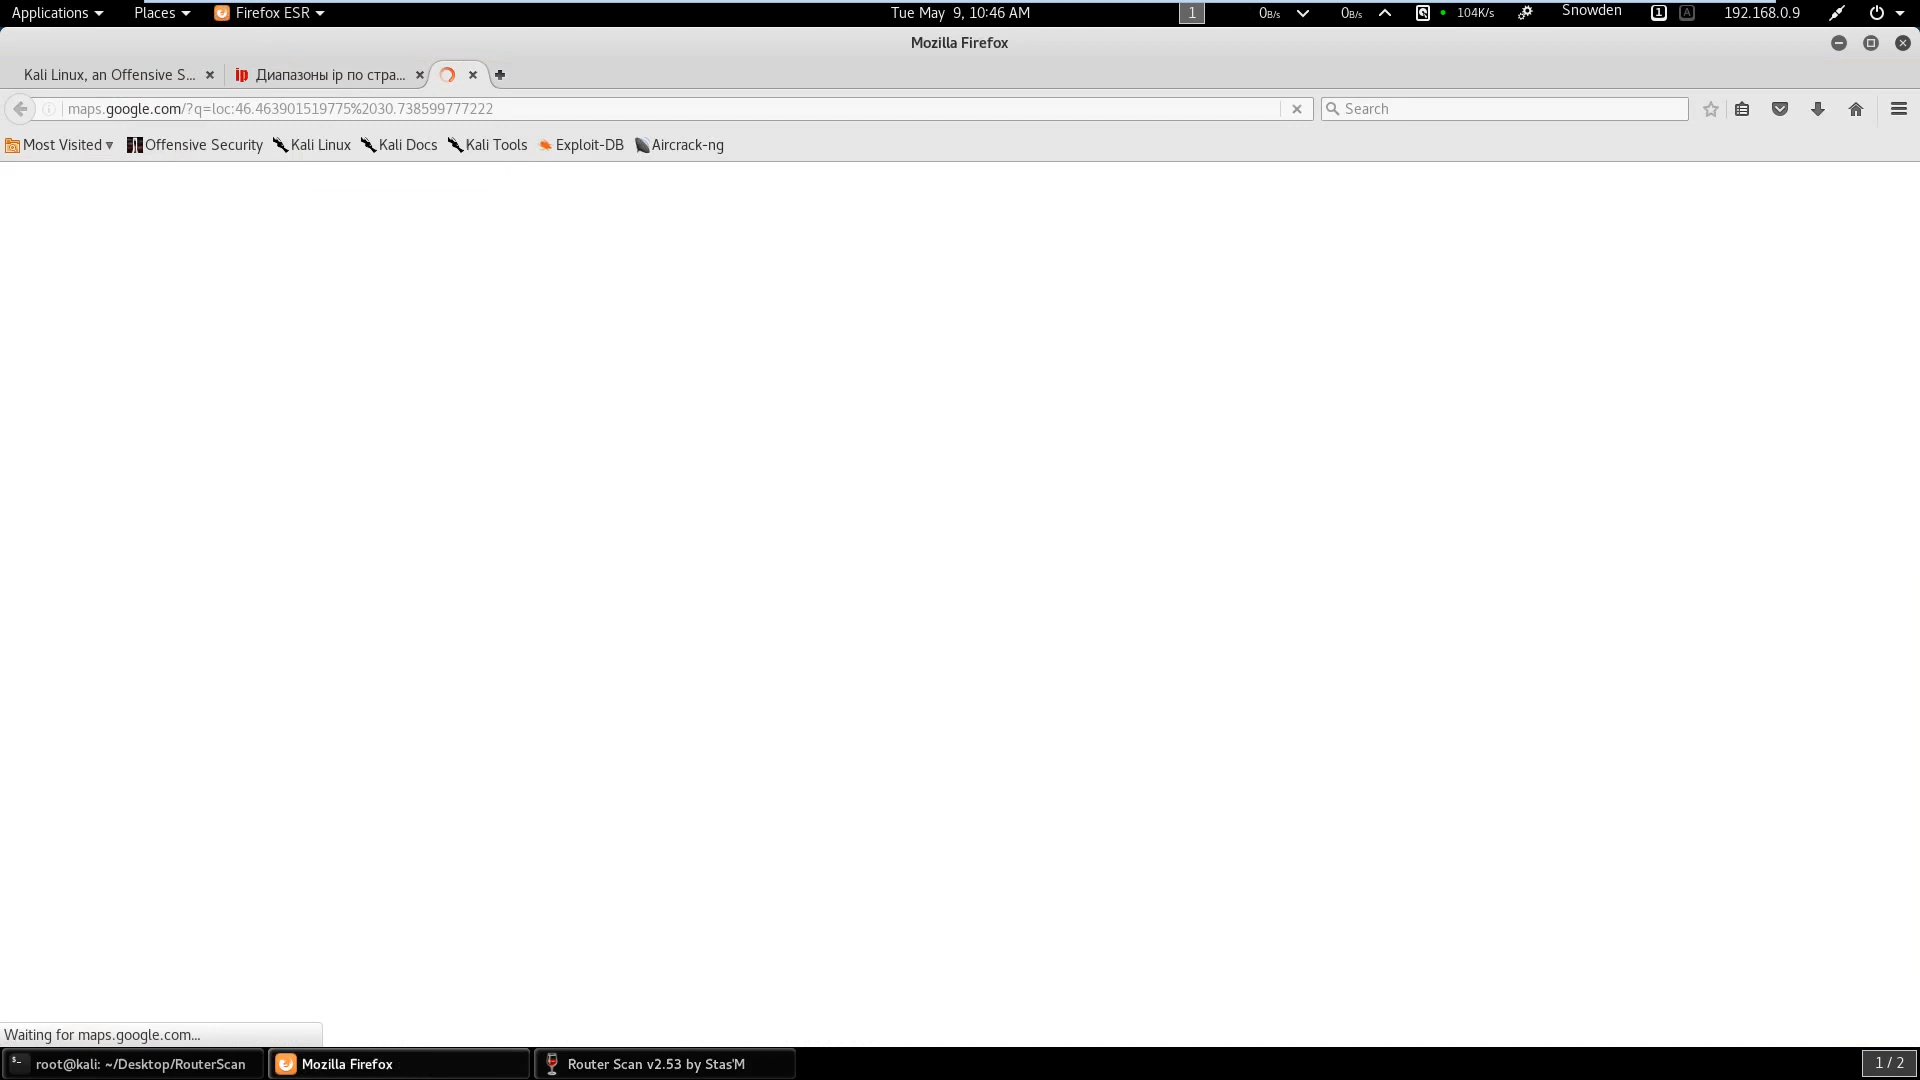 Applications Places Firefox ESR Tue May 9, 10:46 AM 1 0B/s 0B/s 104K/s Snowden 1 A 192.168.0.9
Mozilla Firefox
Kali Linux, an Offensive S... Диапазоны ip по стра...
maps.google.com/?q=loc:46.463901519775%2030.738599777222 Search
Most Visited Offensive Security Kali Linux Kali Docs Kali Tools Exploit-DB Aircrack-ng
Waiting for maps.google.com...
root@kali: ~/Desktop/RouterScan Mozilla Firefox Router Scan v2.53 by Stas'M 1 / 2